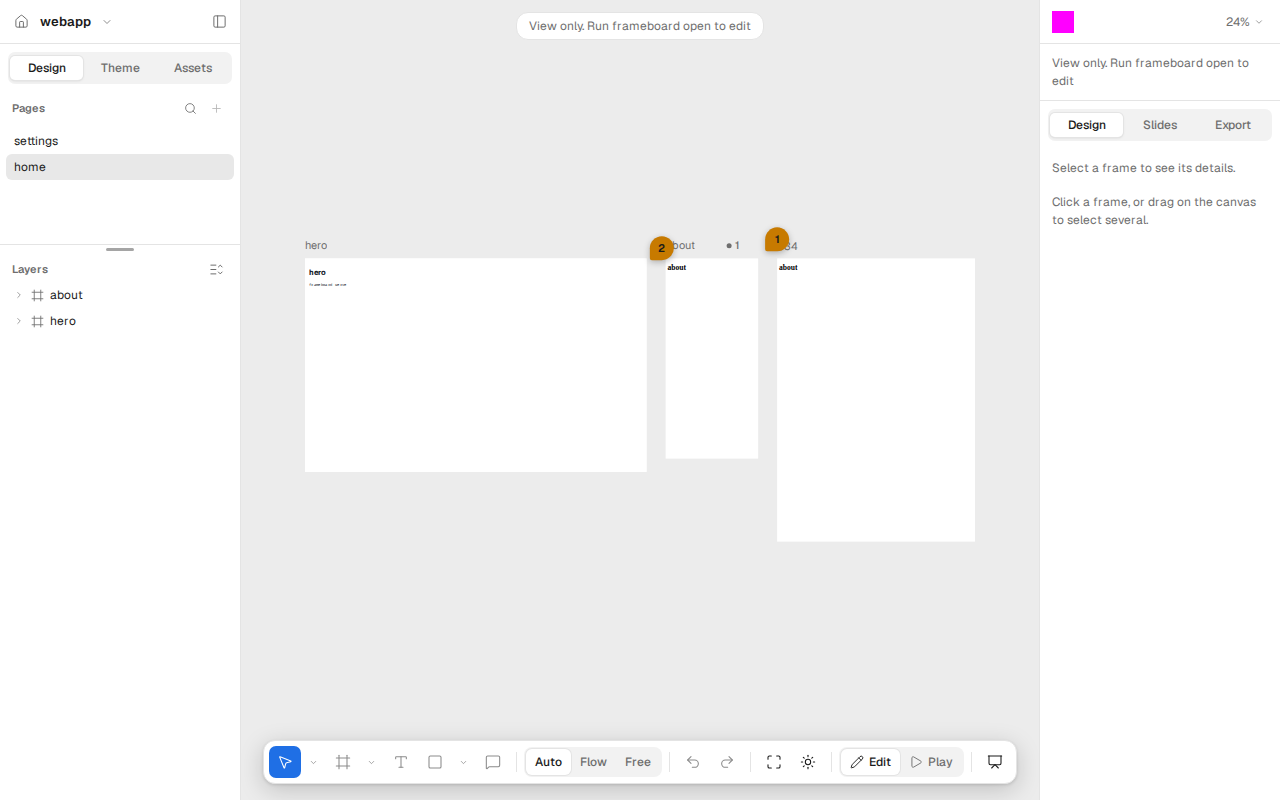 webapp
View only. Run frameboard open to edit
24%
View only. Run frameboard open to
edit
Design
Theme
Assets
Pages
settings
home
Layers
about
hero
hero
2
bout
1
1
34
hero
about
about
Design
Slides
Export
Select a frame to see its details.
Click a frame, or drag on the canvas
to select several.
Auto
Flow
Free
Edit
Play